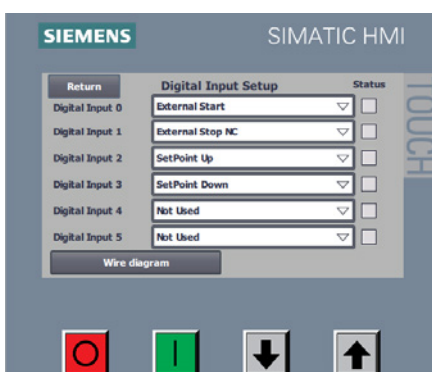 SIEMENS SIMATIC HMI
TOUCH
Return Digital Input Setup Status
Digital Input 0 External Start
Digital Input 1 External Stop NC
Digital Input 2 SetPoint Up
Digital Input 3 SetPoint Down
Digital Input 4 Not Used
Digital Input 5 Not Used
Wire diagram